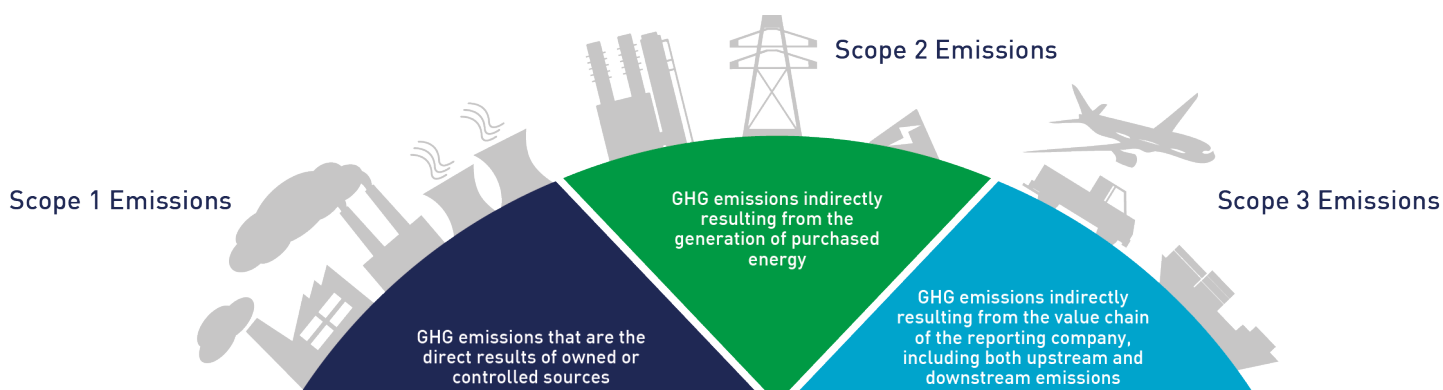 Scope 1 Emissions
GHG emissions that are the
direct results of owned or
controlled sources
Scope 2 Emissions
GHG emissions indirectly
resulting from the
generation of purchased
energy
Scope 3 Emissions
GHG emissions indirectly
resulting from the value chain
of the reporting company,
including both upstream and
downstream emissions